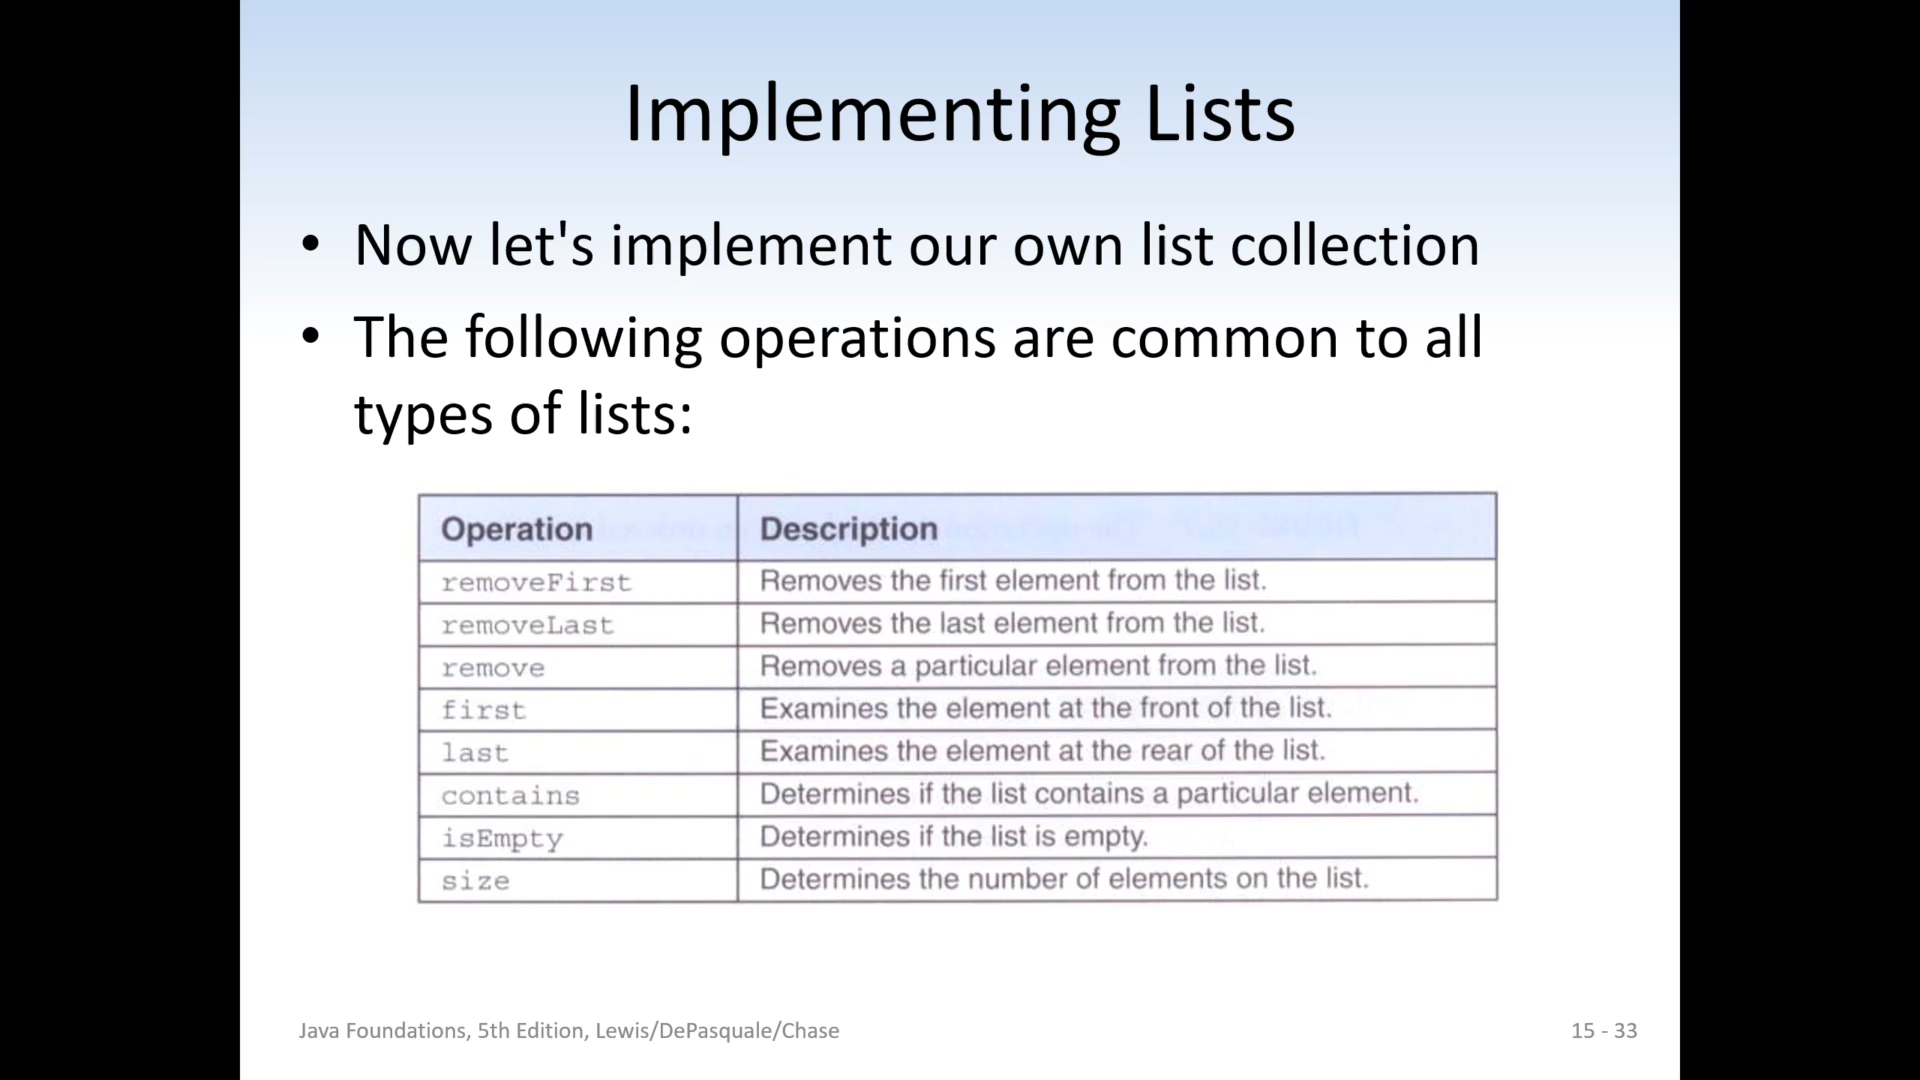 Implementing Lists
• Now let's implement our own list collection
• The following operations are common to all
types of lists:
Operation Description
removeFirst Removes the first element from the list.
removeLast Removes the last element from the list.
remove Removes a particular element from the list.
first Examines the element at the front of the list.
last Examines the element at the rear of the list.
contains Determines if the list contains a particular element.
isEmpty Determines if the list is empty.
size Determines the number of elements on the list.
Java Foundations, 5th Edition, Lewis/DePasquale/Chase 15 - 33